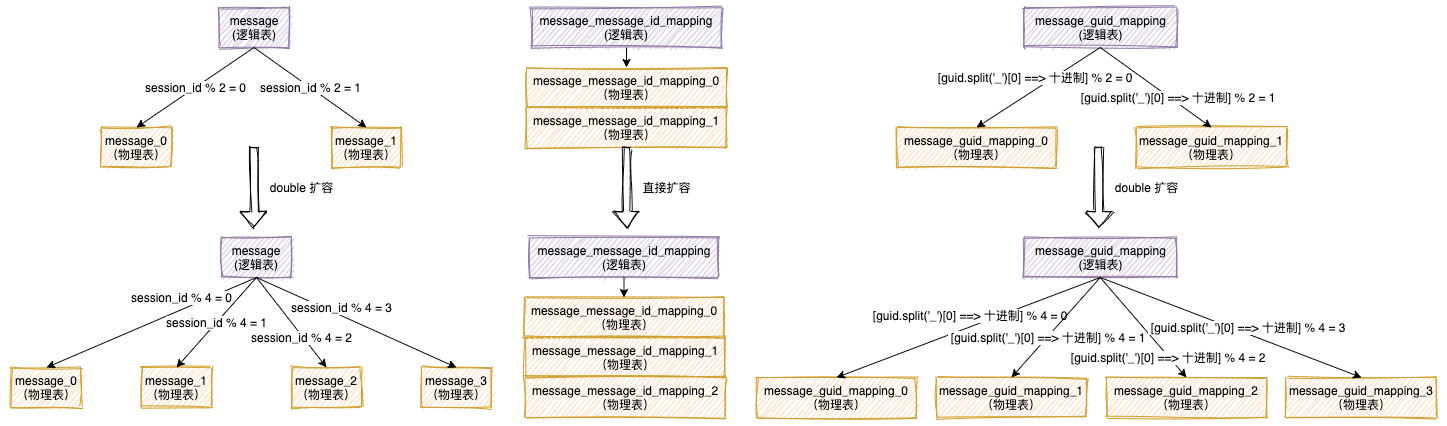 message
(逻辑表)
session_id % 2 = 0
session_id % 2 = 1
message_0
(物理表)
message_1
(物理表)
double 扩容
message
(逻辑表)
session_id % 4 = 0
session_id % 4 = 1
session_id % 4 = 2
session_id % 4 = 3
message_0
(物理表)
message_1
(物理表)
message_2
(物理表)
message_3
(物理表)
message_message_id_mapping
(逻辑表)
message_message_id_mapping_0
(物理表)
message_message_id_mapping_1
(物理表)
直接扩容
message_message_id_mapping
(逻辑表)
message_message_id_mapping_0
(物理表)
message_message_id_mapping_1
(物理表)
message_message_id_mapping_2
(物理表)
message_guid_mapping
(逻辑表)
[guid.split('_')[0] ==> 十进制] % 2 = 0
[guid.split('_')[0] ==> 十进制] % 2 = 1
message_guid_mapping_0
(物理表)
message_guid_mapping_1
(物理表)
double 扩容
message_guid_mapping
(逻辑表)
[guid.split('_')[0] ==> 十进制] % 4 = 0
[guid.split('_')[0] ==> 十进制] % 4 = 1
[guid.split('_')[0] ==> 十进制] % 4 = 2
[guid.split('_')[0] ==> 十进制] % 4 = 3
message_guid_mapping_0
(物理表)
message_guid_mapping_1
(物理表)
message_guid_mapping_2
(物理表)
message_guid_mapping_3
(物理表)